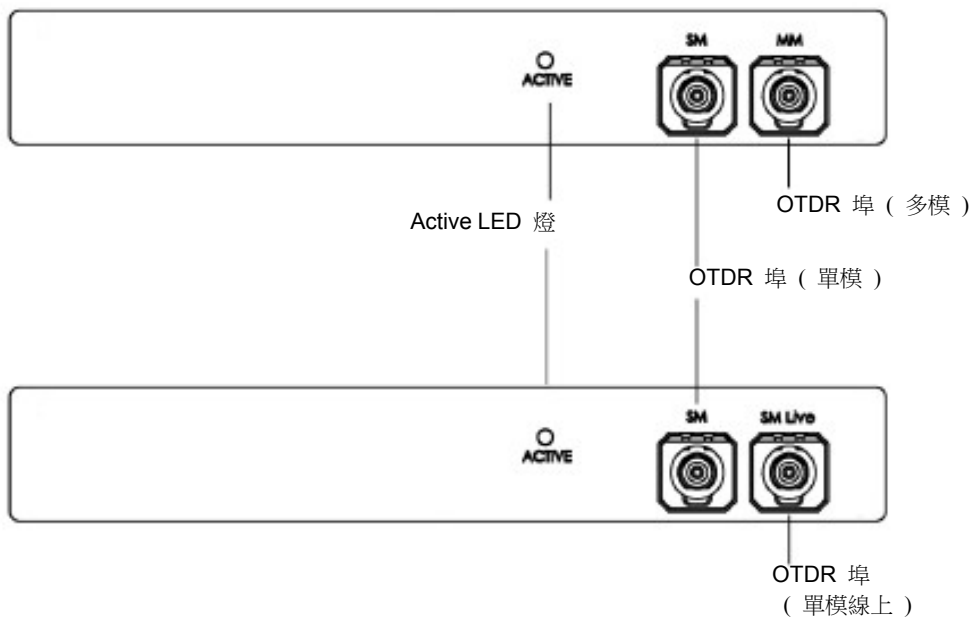 SM MM
ACTIVE
OTDR 埠 ( 多模 )
Active LED 燈
OTDR 埠 ( 單模 )
SM SM Live
ACTIVE
OTDR 埠
( 單模線上 )